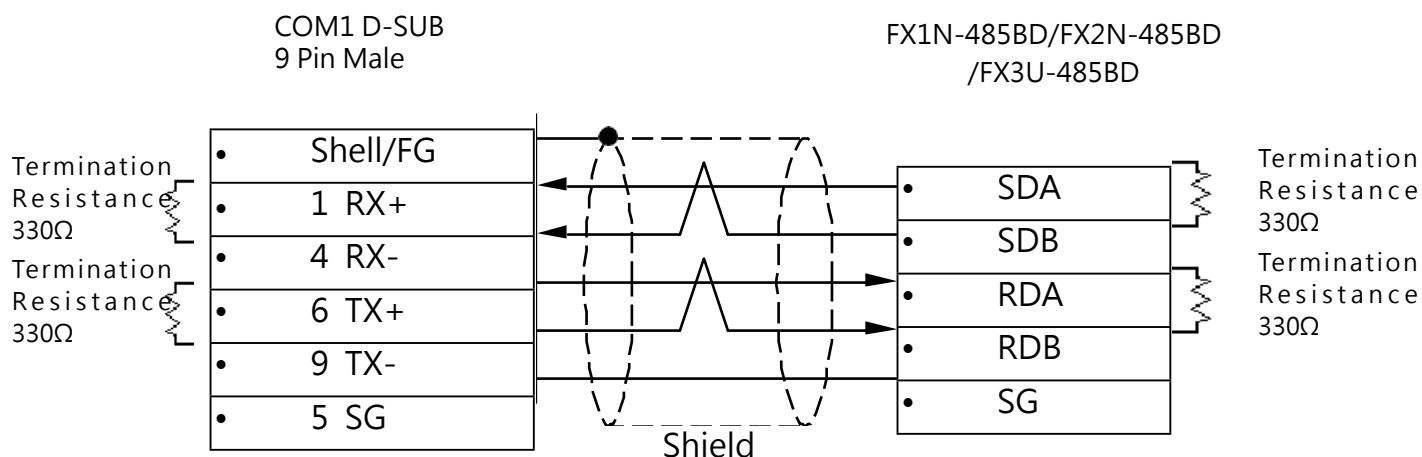 COM1 D-SUB
9 Pin Male
FX1N-485BD/FX2N-485BD
/FX3U-485BD
Termination
Resistance
330Ω
Termination
Resistance
330Ω
• Shell/FG
• 1 RX+
• 4 RX-
• 6 TX+
• 9 TX-
• 5 SG
Shield
• SDA
• SDB
• RDA
• RDB
• SG
Termination
Resistance
330Ω
Termination
Resistance
330Ω